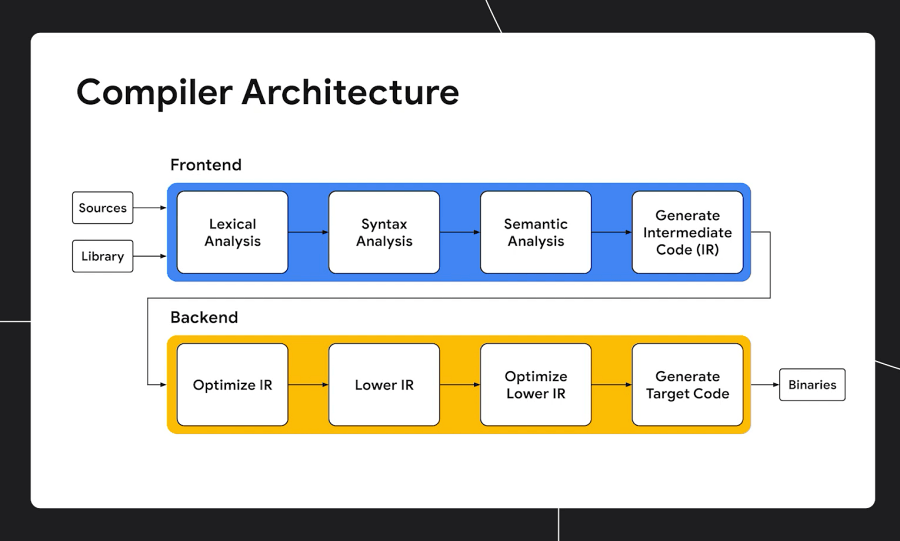 Compiler Architecture
Frontend
Sources
Library
Lexical
Analysis
Syntax
Analysis
Semantic
Analysis
Generate
Intermediate
Code (IR)
Backend
Optimize IR
Lower IR
Optimize
Lower IR
Generate
Target Code
Binaries